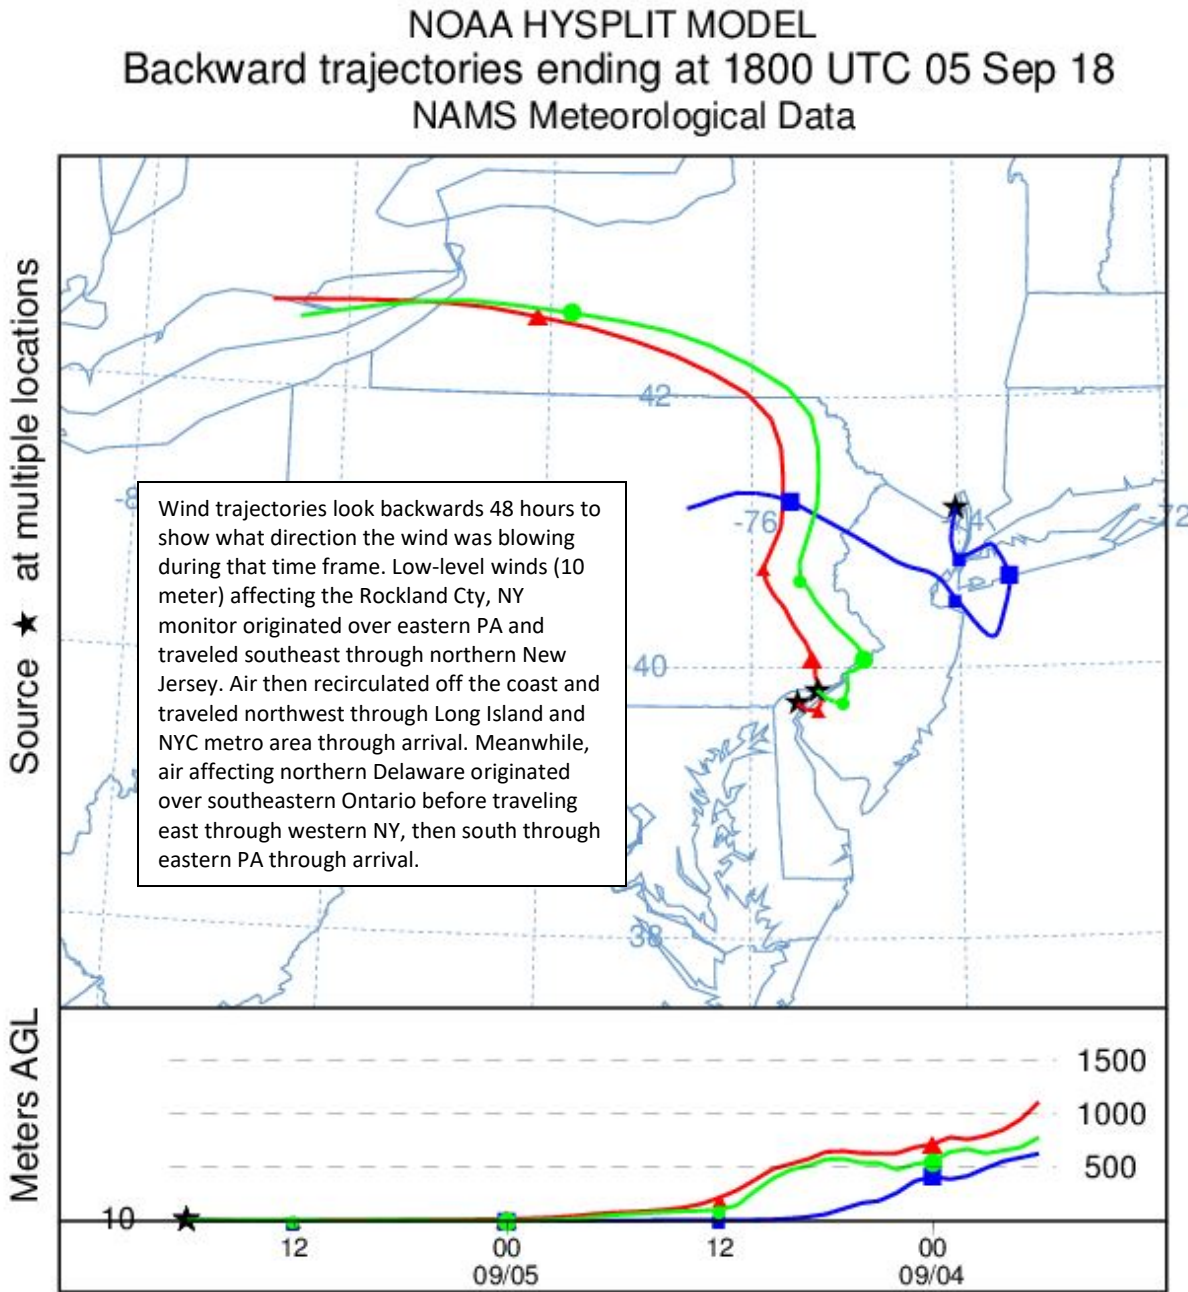 NOAA HYSPLIT MODEL
Backward trajectories ending at 1800 UTC 05 Sep 18
NAMS Meteorological Data
Source ★ at multiple locations
42
-8
-76
-72
40
38
Wind trajectories look backwards 48 hours to
show what direction the wind was blowing
during that time frame. Low-level winds (10
meter) affecting the Rockland Cty, NY
monitor originated over eastern PA and
traveled southeast through northern New
Jersey. Air then recirculated off the coast and
traveled northwest through Long Island and
NYC metro area through arrival. Meanwhile,
air affecting northern Delaware originated
over southeastern Ontario before traveling
east through western NY, then south through
eastern PA through arrival.
Meters AGL
1500
1000
500
10
12 00 12 00
09/05 09/04